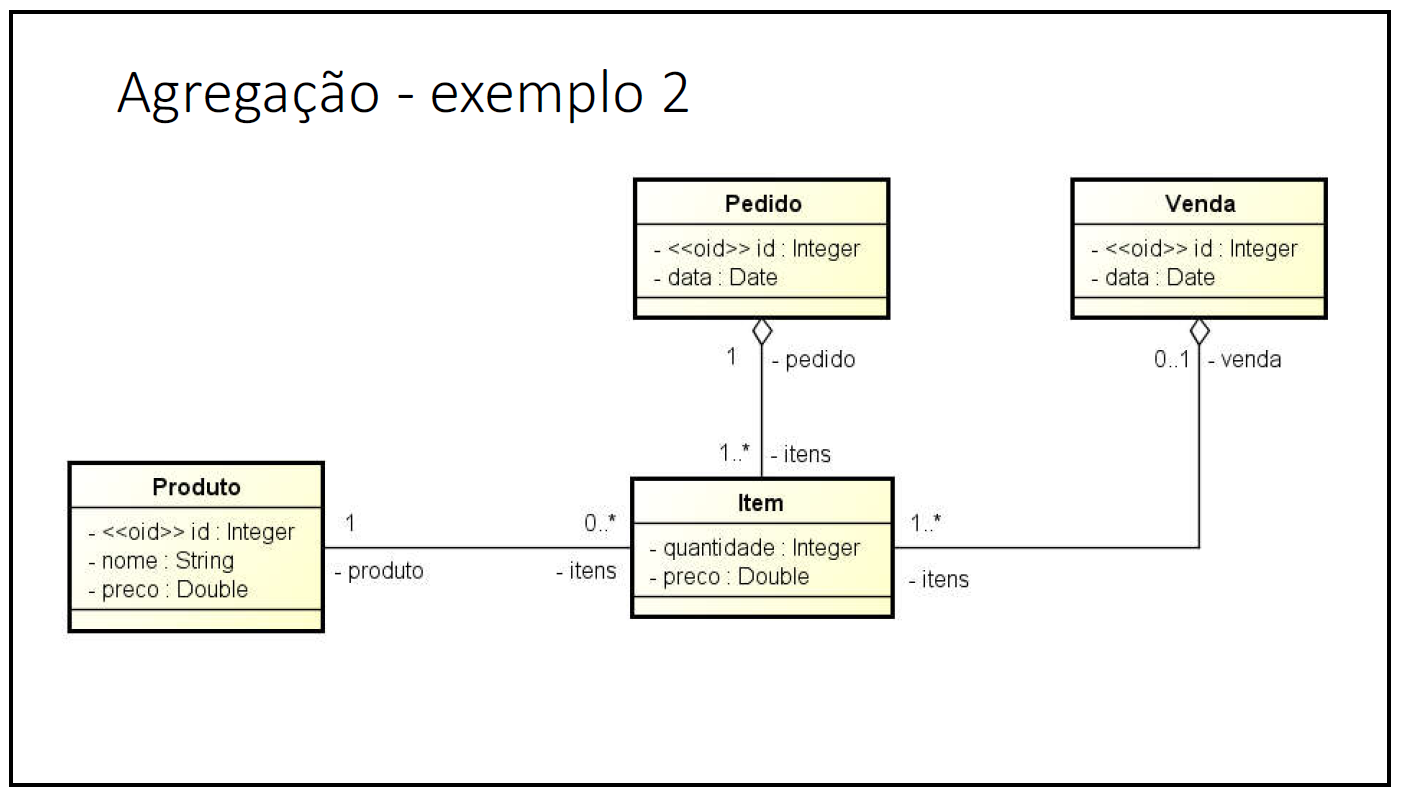 Agregação - exemplo 2
Pedido
- <<oid>> id : Integer
- data : Date
Venda
- <<oid>> id : Integer
- data : Date
1
- pedido
0..1
- venda
1..*
- itens
Produto
- <<oid>> id : Integer
- nome : String
- preco : Double
1
- produto
0..*
- itens
Item
- quantidade : Integer
- preco : Double
1..*
- itens